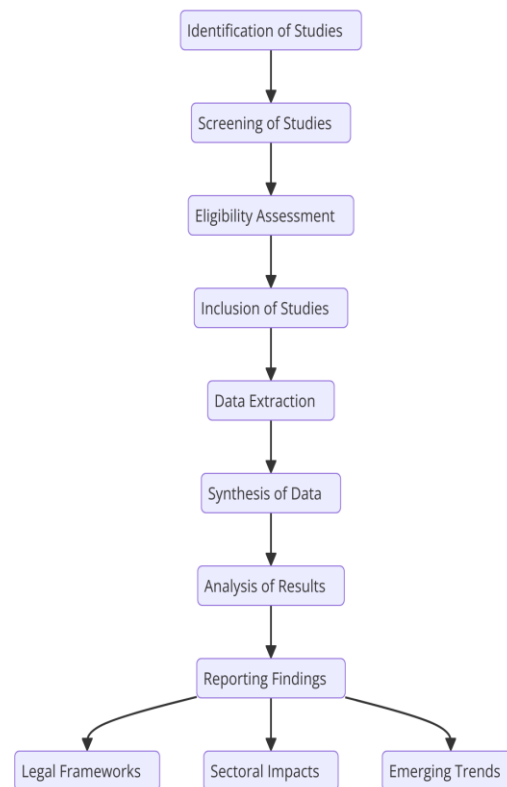 Identification of Studies
Screening of Studies
Eligibility Assessment
Inclusion of Studies
Data Extraction
Synthesis of Data
Analysis of Results
Reporting Findings
Legal Frameworks
Sectoral Impacts
Emerging Trends